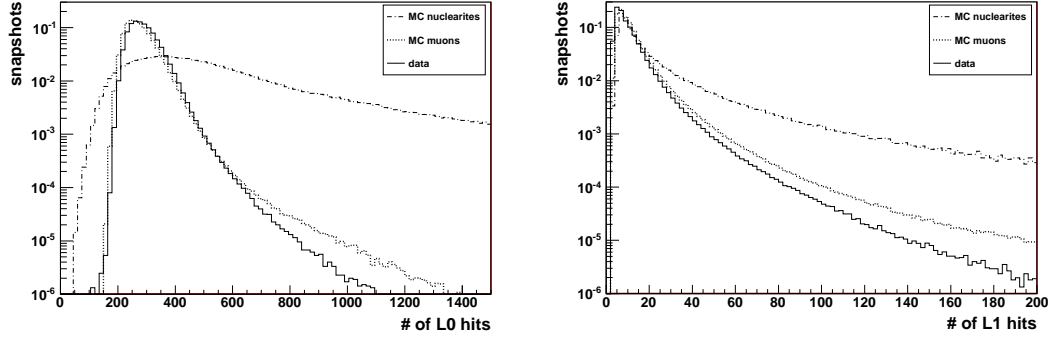 snapshots
10⁻¹
10⁻²
10⁻³
10⁻⁴
10⁻⁵
10⁻⁶
MC nuclearites
MC muons
data
0 200 400 600 800 1000 1200 1400
# of L0 hits
snapshots
10⁻¹
10⁻²
10⁻³
10⁻⁴
10⁻⁵
10⁻⁶
MC nuclearites
MC muons
data
0 20 40 60 80 100 120 140 160 180 200
# of L1 hits